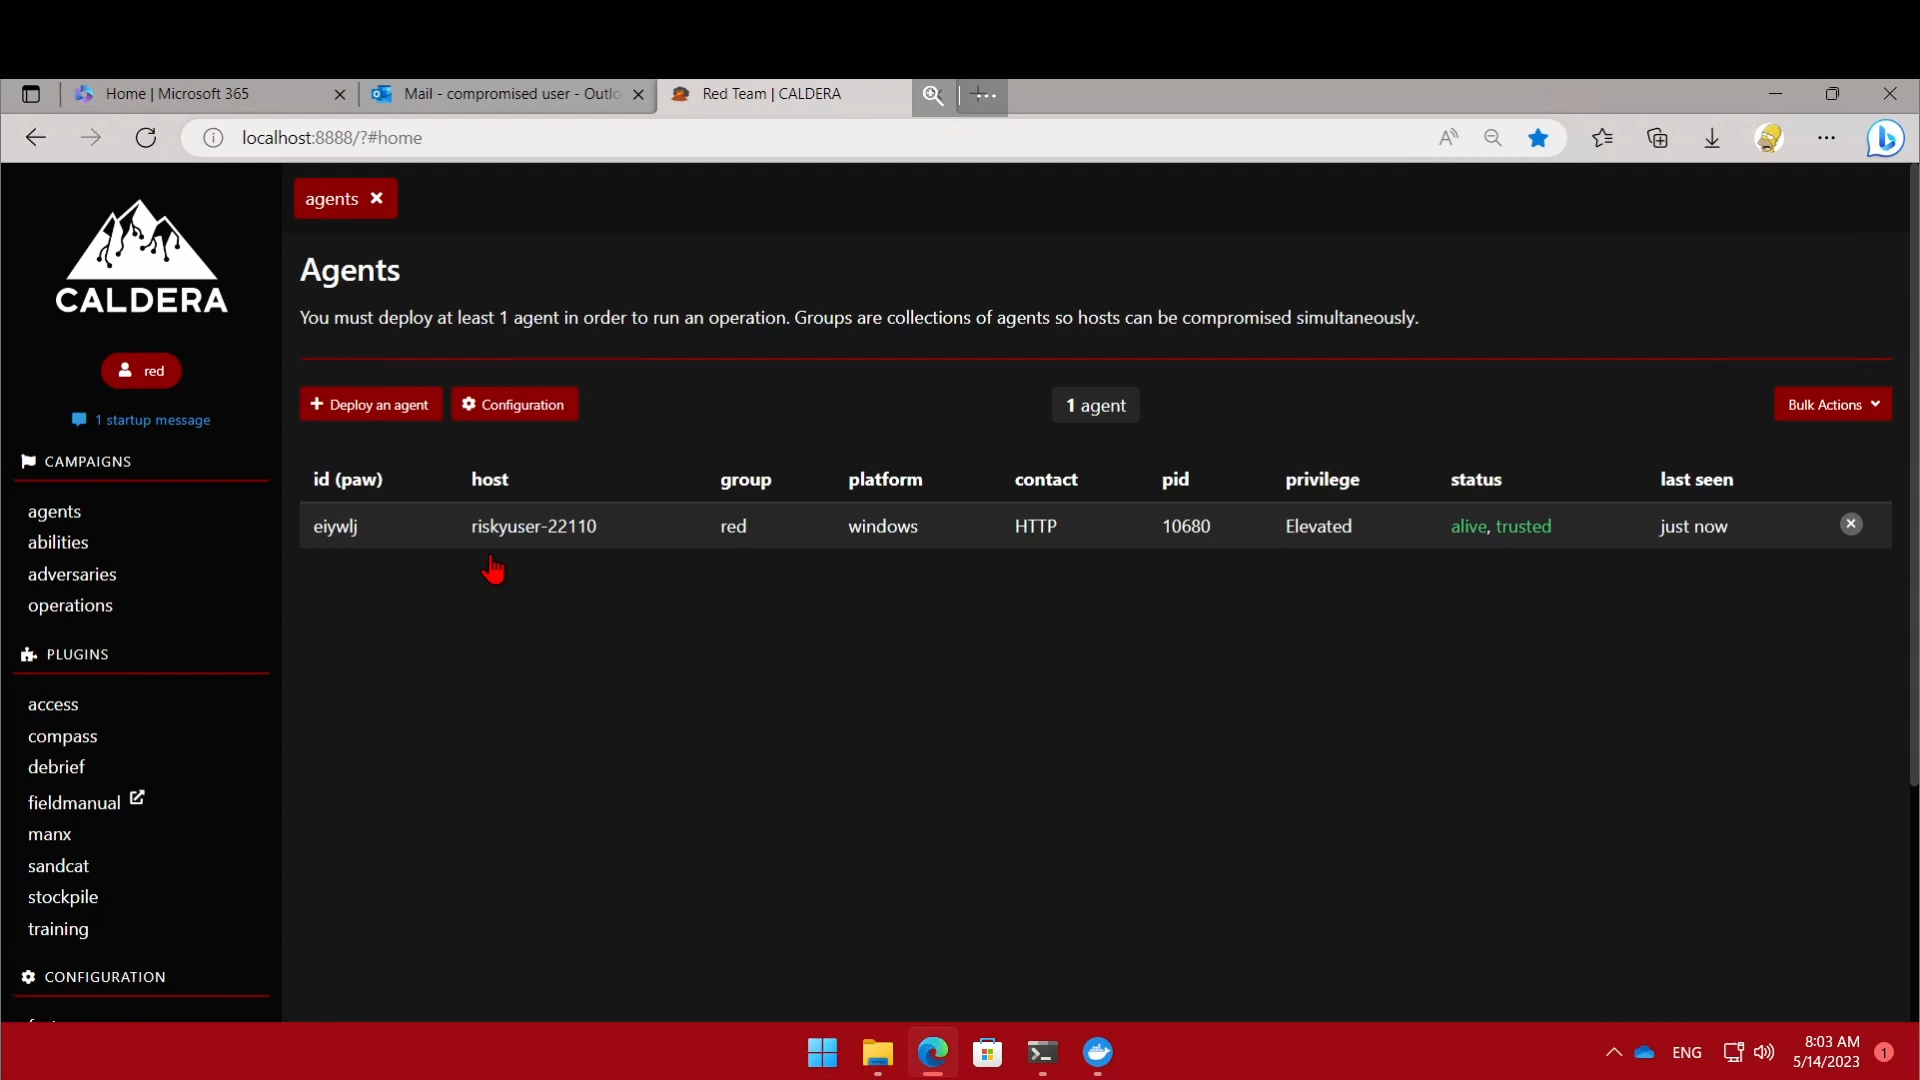 Home | Microsoft 365
Mail - compromised user - Outlo
Red Team | CALDERA
localhost:8888/?#home
CALDERA
red
1 startup message
CAMPAIGNS
agents
abilities
adversaries
operations
PLUGINS
access
compass
debrief
fieldmanual
manx
sandcat
stockpile
training
CONFIGURATION
agents
Agents
You must deploy at least 1 agent in order to run an operation. Groups are collections of agents so hosts can be compromised simultaneously.
Deploy an agent
Configuration
1 agent
Bulk Actions
id (paw) host group platform contact pid privilege status last seen
eiywlj riskyuser-22110 red windows HTTP 10680 Elevated alive, trusted just now
ENG
8:03 AM
5/14/2023
1